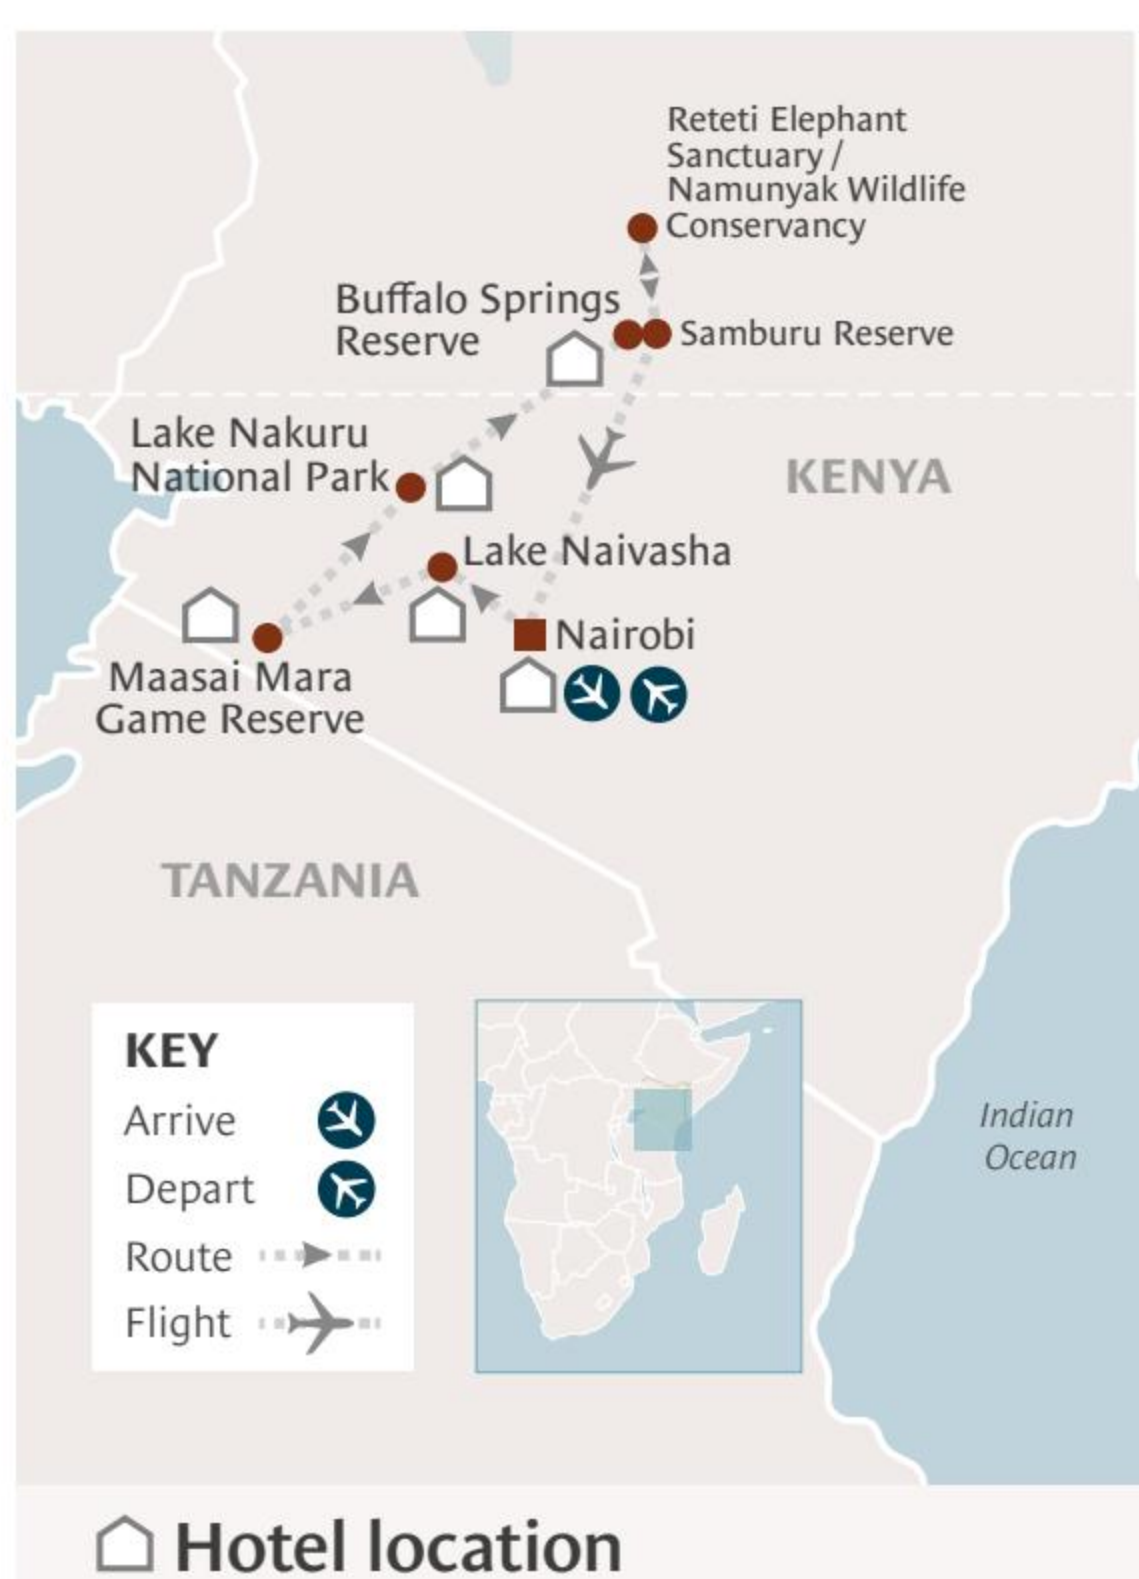 Reteti Elephant
Sanctuary /
Namunyak Wildlife
Conservancy
Buffalo Springs
Reserve
Samburu Reserve
Lake Nakuru
National Park
KENYA
Lake Naivasha
Nairobi
Maasai Mara
Game Reserve
TANZANIA
KEY
Arrive
Depart
Route
Flight
Indian
Ocean
Hotel location